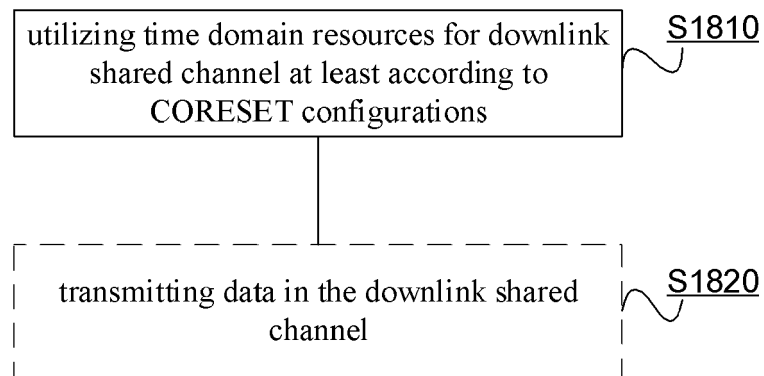 utilizing time domain resources for downlink
shared channel at least according to
CORESET configurations
S1810
transmitting data in the downlink shared
channel
S1820